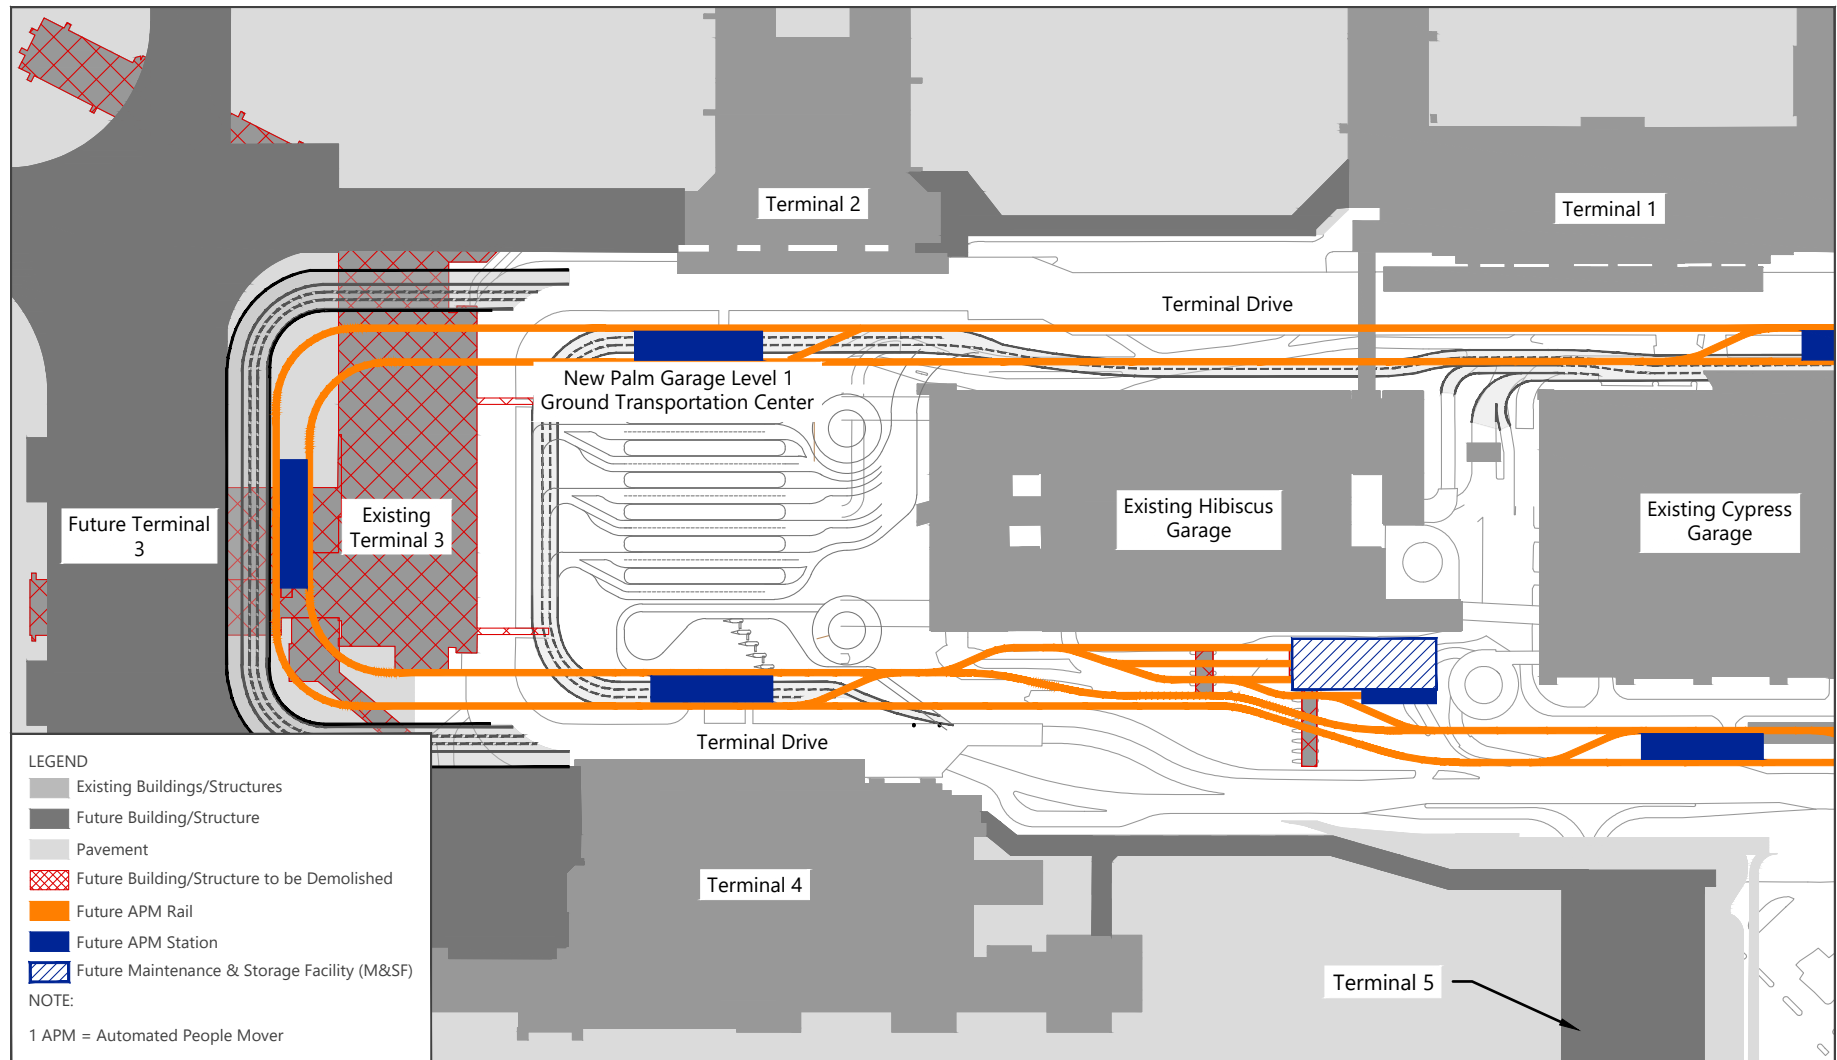 Terminal 2
Terminal 1
Terminal Drive
New Palm Garage Level 1
Ground Transportation Center
Future Terminal
3
Existing
Terminal 3
Existing Hibiscus
Garage
Existing Cypress
Garage
Terminal Drive
Terminal 4
Terminal 5
LEGEND
Existing Buildings/Structures
Future Building/Structure
Pavement
Future Building/Structure to be Demolished
Future APM Rail
Future APM Station
Future Maintenance & Storage Facility (M&SF)
NOTE:
1 APM = Automated People Mover